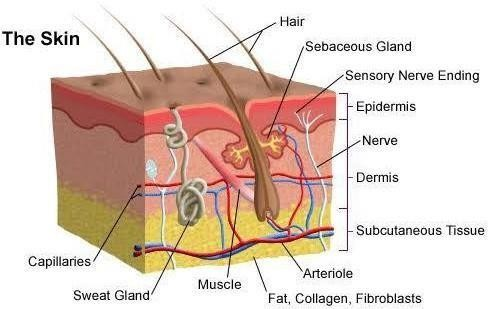 The Skin
Hair
Sebaceous Gland
Sensory Nerve Ending
Epidermis
Nerve
Dermis
Subcutaneous Tissue
Capillaries
Sweat Gland
Muscle
Arteriole
Fat, Collagen, Fibroblasts